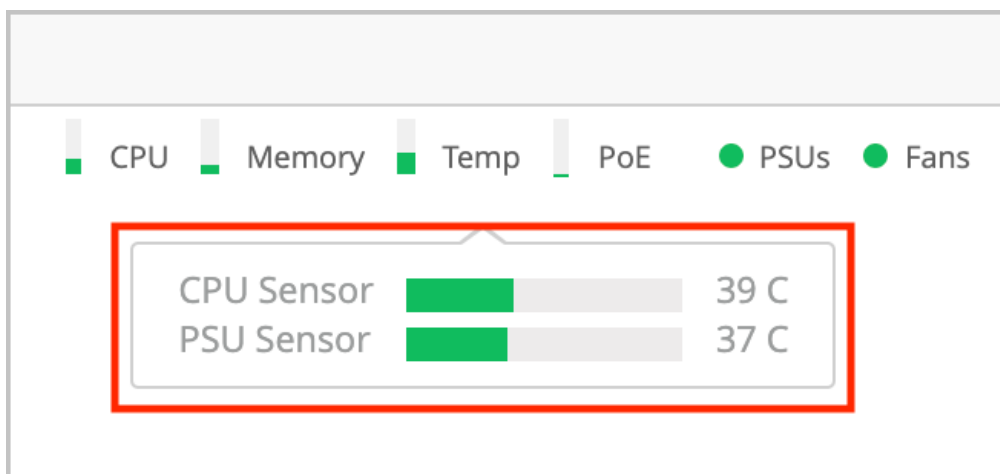 CPU Memory Temp PoE PSUs Fans
CPU Sensor 39 C
PSU Sensor 37 C